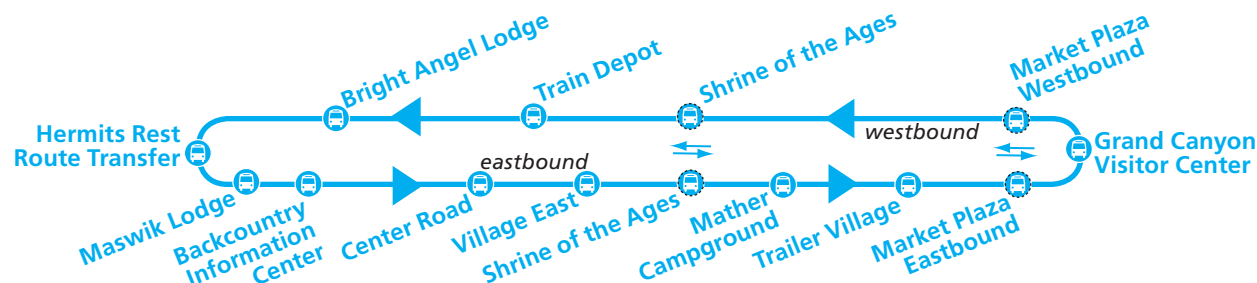 Bright Angel Lodge
Train Depot
Shrine of the Ages
Market Plaza
Westbound
Hermits Rest
Route Transfer
westbound
eastbound
Grand Canyon
Visitor Center
Maswik Lodge
Backcountry
Information
Center
Center Road
Village East
Shrine of the Ages
Mather
Campground
Trailer Village
Market Plaza
Eastbound